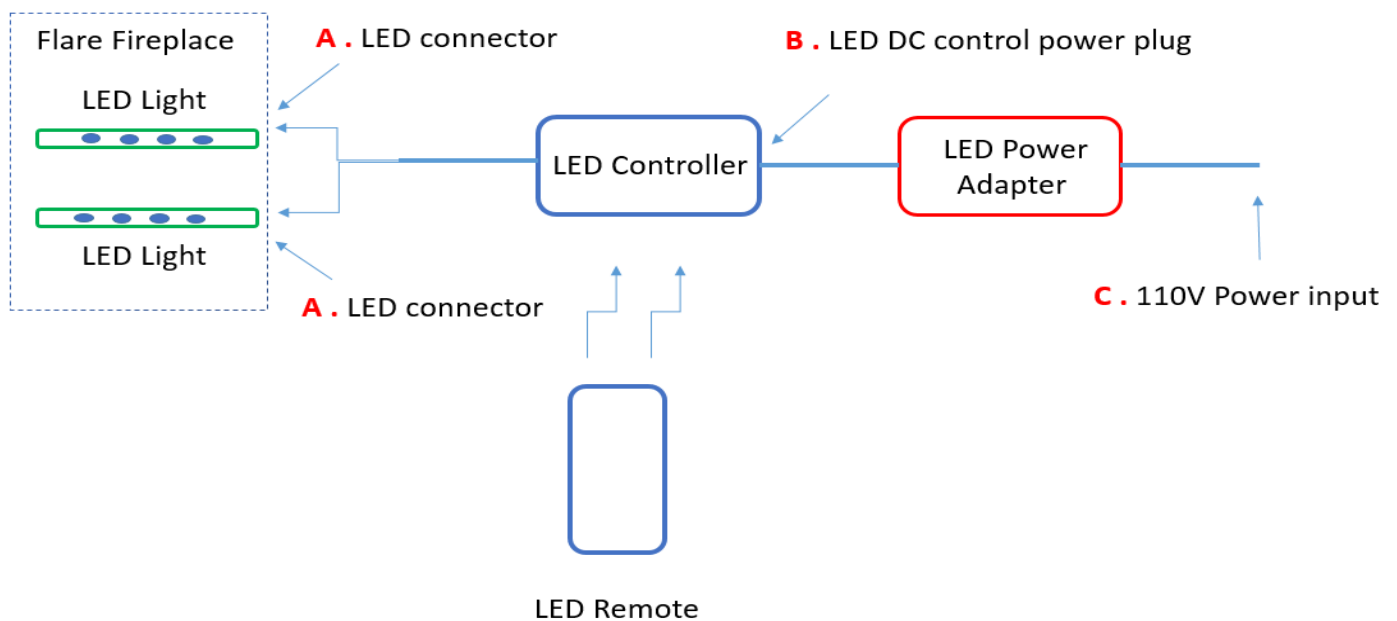 Flare Fireplace
A . LED connector
B . LED DC control power plug
LED Light
LED Controller
LED Power
Adapter
LED Light
A . LED connector
C . 110V Power input
LED Remote